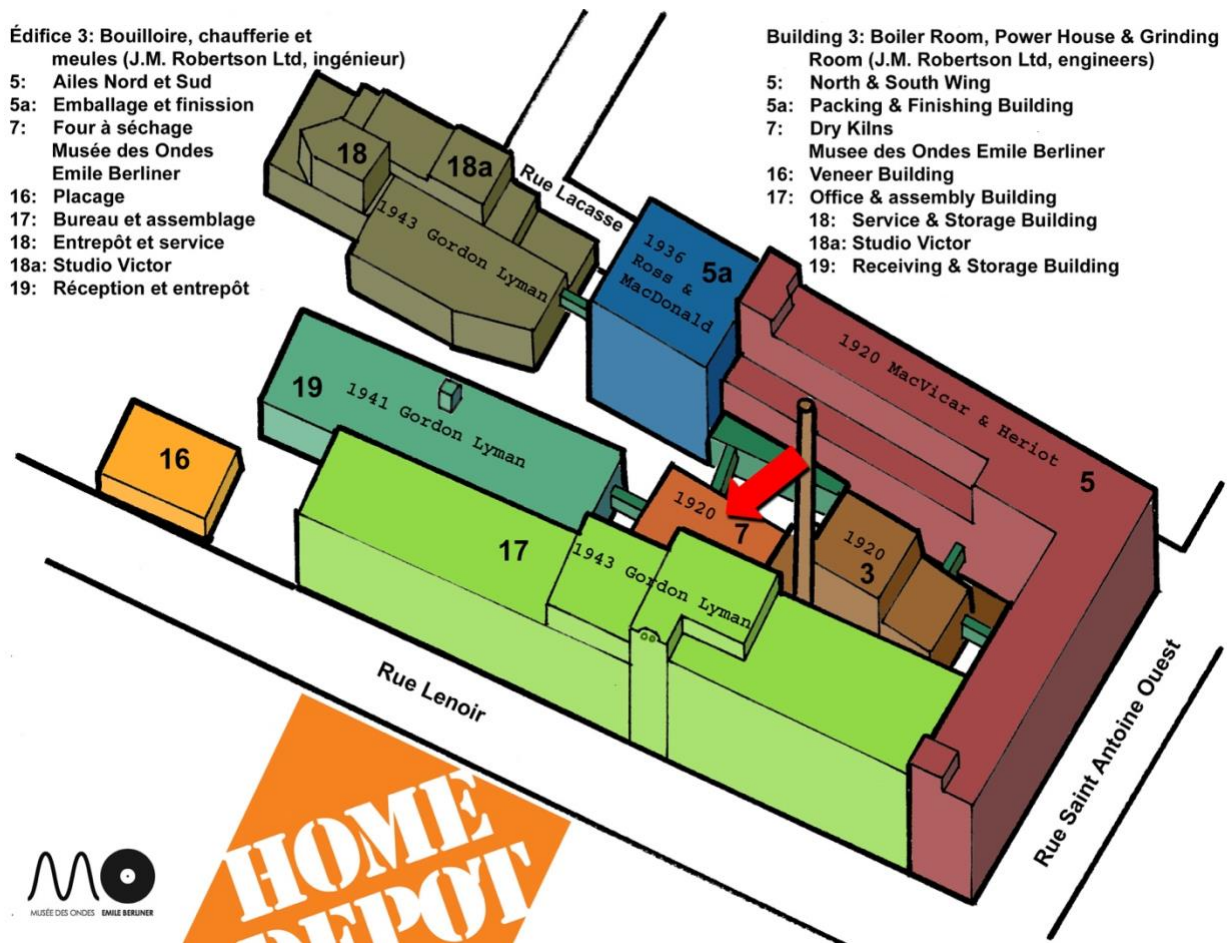 Édifice 3: Bouilloire, chaufferie et
meules (J.M. Robertson Ltd, ingénieur)
5: Ailes Nord et Sud
5a: Emballage et finission
7: Four à séchage
Musée des Ondes
Emile Berliner
16: Placage
17: Bureau et assemblage
18: Entrepôt et service
18a: Studio Victor
19: Réception et entrepôt
Building 3: Boiler Room, Power House & Grinding
Room (J.M. Robertson Ltd, engineers)
5: North & South Wing
5a: Packing & Finishing Building
7: Dry Kilns
Musee des Ondes Emile Berliner
16: Veneer Building
17: Office & assembly Building
18: Service & Storage Building
18a: Studio Victor
19: Receiving & Storage Building
18
18a
1943 Gordon Lyman
Rue Lacasse
1936
Ross &
MacDonald
5a
1920 MacVicar & Heriot
5
19
1941 Gordon Lyman
16
17
1943 Gordon Lyman
1920
7
1920
3
Rue Lenoir
Rue Saint Antoine Ouest
HOME
DEPOT
MUSÉE DES ONDES EMILE BERLINER